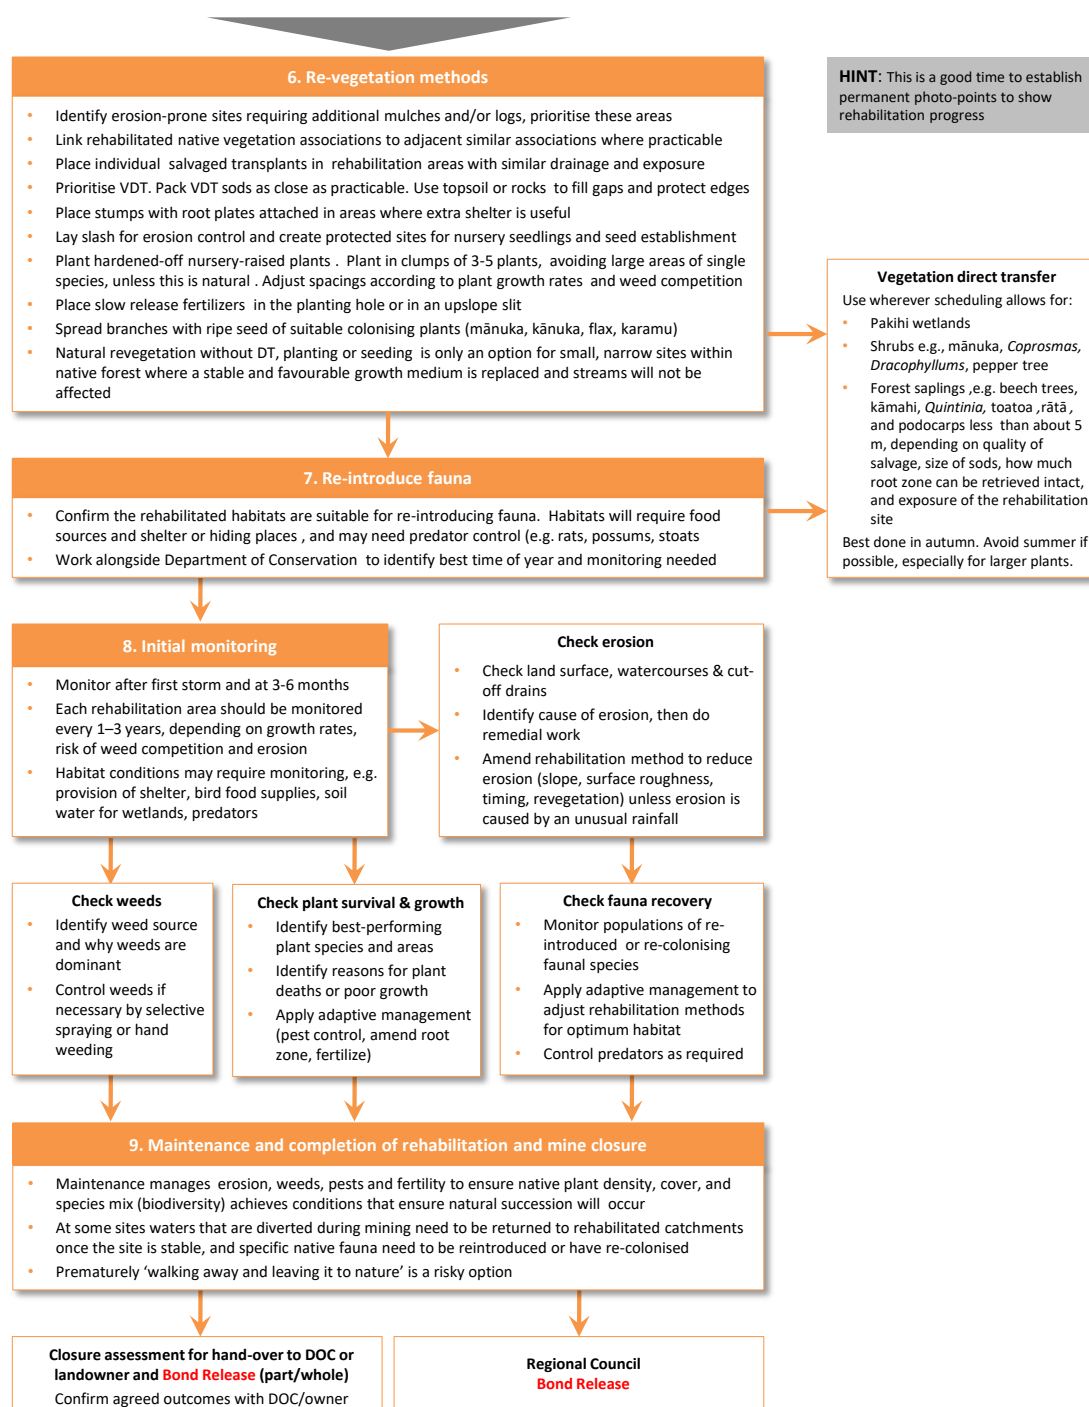 6. Re-vegetation methods
• Identify erosion-prone sites requiring additional mulches and/or logs, prioritise these areas
• Link rehabilitated native vegetation associations to adjacent similar associations where practicable
• Place individual salvaged transplants in rehabilitation areas with similar drainage and exposure
• Prioritise VDT. Pack VDT sods as close as practicable. Use topsoil or rocks to fill gaps and protect edges
• Place stumps with root plates attached in areas where extra shelter is useful
• Lay slash for erosion control and create protected sites for nursery seedlings and seed establishment
• Plant hardened-off nursery-raised plants . Plant in clumps of 3-5 plants, avoiding large areas of single
species, unless this is natural . Adjust spacings according to plant growth rates and weed competition
• Place slow release fertilizers in the planting hole or in an upslope slit
• Spread branches with ripe seed of suitable colonising plants (mānuka, kānuka, flax, karamu)
• Natural revegetation without DT, planting or seeding is only an option for small, narrow sites within
native forest where a stable and favourable growth medium is replaced and streams will not be
affected
HINT: This is a good time to establish
permanent photo-points to show
rehabilitation progress
Vegetation direct transfer
Use wherever scheduling allows for:
• Pakihi wetlands
• Shrubs e.g., mānuka, Coprosmas,
Dracophyllums, pepper tree
• Forest saplings ,e.g. beech trees,
kāmahi, Quintinia, toatoa ,rātā ,
and podocarps less than about 5
m, depending on quality of
salvage, size of sods, how much
root zone can be retrieved intact,
and exposure of the rehabilitation
site
Best done in autumn. Avoid summer if
possible, especially for larger plants.
7. Re-introduce fauna
• Confirm the rehabilitated habitats are suitable for re-introducing fauna. Habitats will require food
sources and shelter or hiding places , and may need predator control (e.g. rats, possums, stoats
• Work alongside Department of Conservation to identify best time of year and monitoring needed
8. Initial monitoring
• Monitor after first storm and at 3-6 months
• Each rehabilitation area should be monitored
every 1–3 years, depending on growth rates,
risk of weed competition and erosion
• Habitat conditions may require monitoring, e.g.
provision of shelter, bird food supplies, soil
water for wetlands, predators
Check erosion
• Check land surface, watercourses & cut-
off drains
• Identify cause of erosion, then do
remedial work
• Amend rehabilitation method to reduce
erosion (slope, surface roughness,
timing, revegetation) unless erosion is
caused by an unusual rainfall
Check weeds
• Identify weed source
and why weeds are
dominant
• Control weeds if
necessary by selective
spraying or hand
weeding
Check plant survival & growth
• Identify best-performing
plant species and areas
• Identify reasons for plant
deaths or poor growth
• Apply adaptive management
(pest control, amend root
zone, fertilize)
Check fauna recovery
• Monitor populations of re-
introduced or re-colonising
faunal species
• Apply adaptive management to
adjust rehabilitation methods
for optimum habitat
• Control predators as required
9. Maintenance and completion of rehabilitation and mine closure
• Maintenance manages erosion, weeds, pests and fertility to ensure native plant density, cover, and
species mix (biodiversity) achieves conditions that ensure natural succession will occur
• At some sites waters that are diverted during mining need to be returned to rehabilitated catchments
once the site is stable, and specific native fauna need to be reintroduced or have re-colonised
• Prematurely ‘walking away and leaving it to nature’ is a risky option
Closure assessment for hand-over to DOC or
landowner and Bond Release (part/whole)
Confirm agreed outcomes with DOC/owner
Regional Council
Bond Release